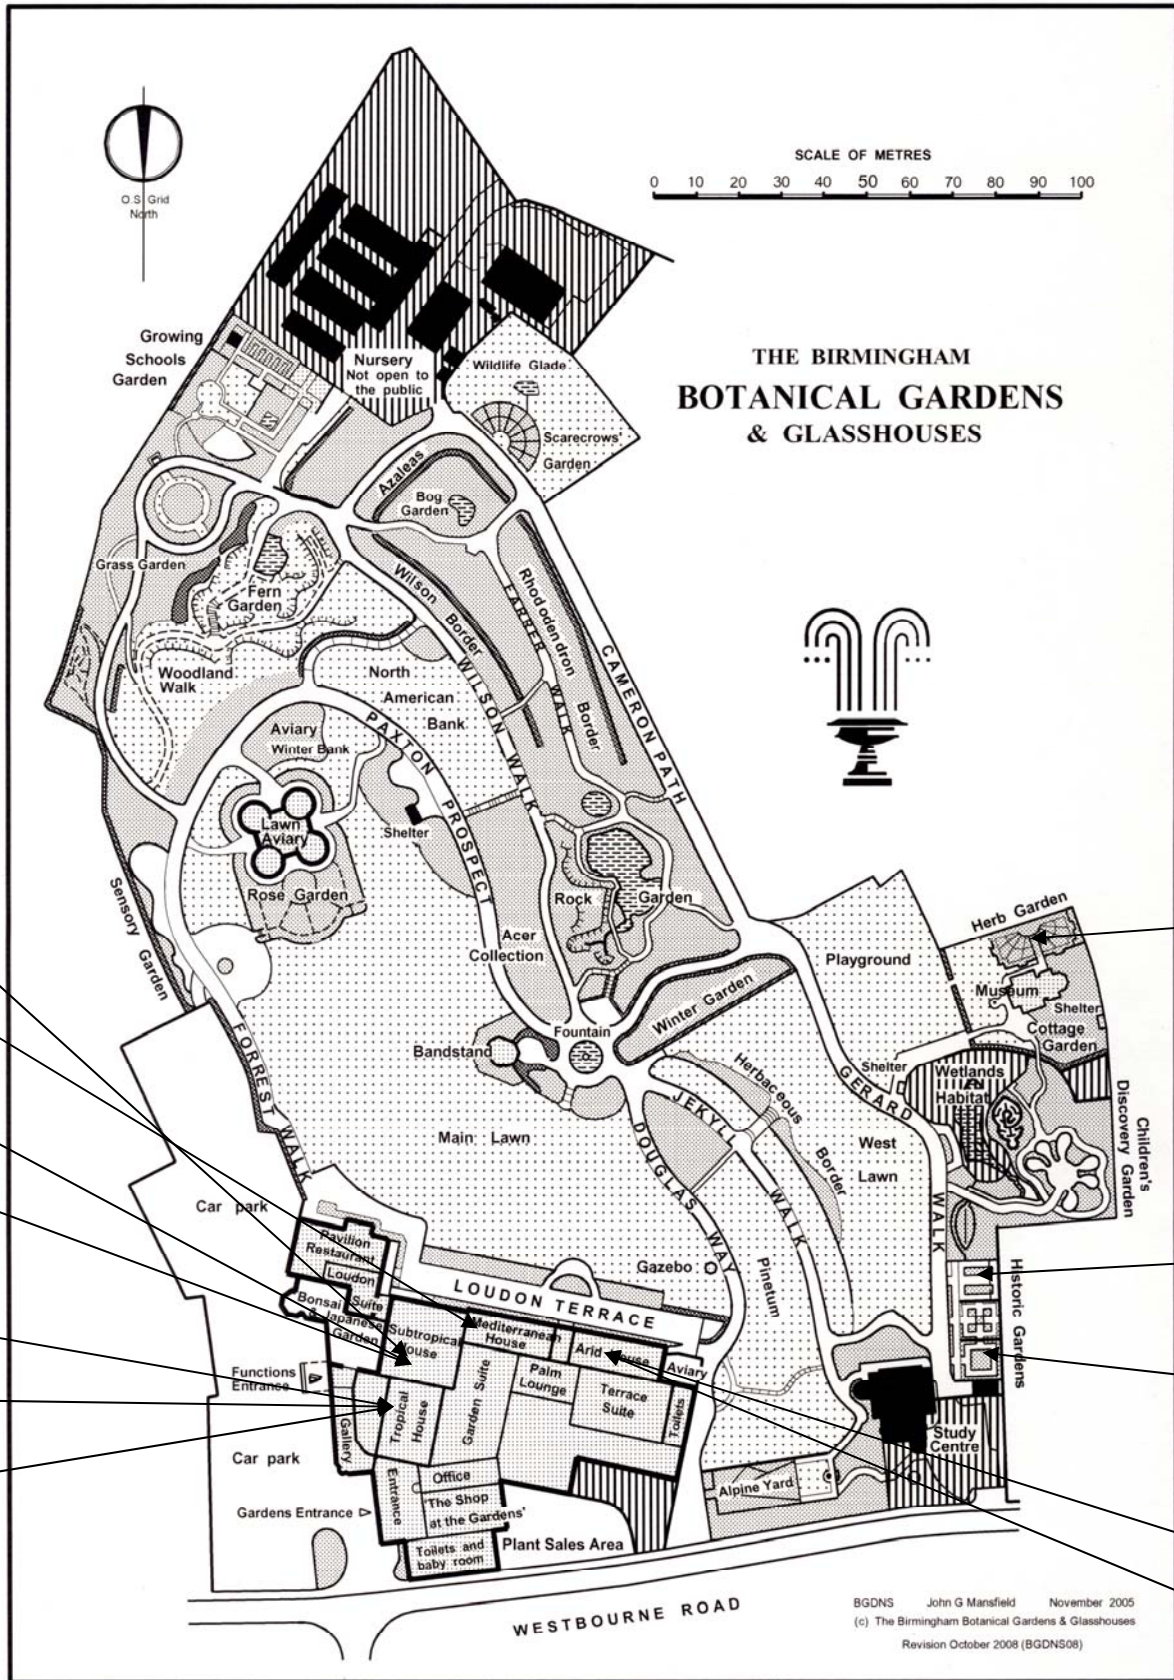 O.S. Grid
North
SCALE OF METRES
0 10 20 30 40 50 60 70 80 90 100
THE BIRMINGHAM
BOTANICAL GARDENS
& GLASSHOUSES
Growing
Schools
Garden
Nursery
Not open to
the public
Wildlife Glade
Scarecrows'
Garden
Azaleas
Bog
Garden
Grass Garden
Fern
Garden
Wilson Border
Rhododendron Border
FARRER WALK
CAMERON PATH
Woodland
Walk
North
American
Bank
WILSON WALK
Aviary
Winter Bank
PAXTON PROSPECT
Shelter
Lawn
Aviary
Rose Garden
Sensory Garden
Rock Garden
Acer
Collection
Playground
Herb Garden
Museum
Shelter
Cottage
Garden
Winter Garden
Fountain
Bandstand
FORREST WALK
Shelter
Wetlands
Habitat
Herbaceous Border
GERARD WALK
Children's
Discovery Garden
Main Lawn
JEKYLL WALK
West
Lawn
DOUGLAS WAY
Car park
Pavilion
Restaurant
Loudon
Suite
Gazebo
Pinetum
LOUDON TERRACE
Historic Gardens
Bonsai
& Japanese
Garden
Subtropical
House
Mediterranean
House
Arid House
Aviary
Functions
Entrance
Palm
Lounge
Terrace
Suite
Toilets
Tropical
House
Garden Suite
Gallery
Study
Centre
Car park
Entrance
Office
'The Shop
at the Gardens'
Alpine Yard
Gardens Entrance
Toilets and
baby room
Plant Sales Area
WESTBOURNE ROAD
BGDNS John G Mansfield November 2005
(c) The Birmingham Botanical Gardens & Glasshouses
Revision October 2008 (BGDNS08)